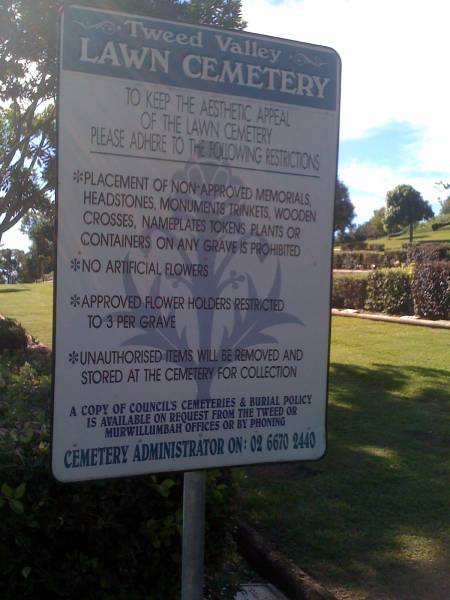 Tweed Valley
LAWN CEMETERY
TO KEEP THE AESTHETIC APPEAL
OF THE LAWN CEMETERY
PLEASE ADHERE TO THE FOLLOWING RESTRICTIONS
*PLACEMENT OF NON-APPROVED MEMORIALS,
HEADSTONES, MONUMENTS TRINKETS, WOODEN
CROSSES, NAMEPLATES TOKENS PLANTS OR
CONTAINERS ON ANY GRAVE IS PROHIBITED
*NO ARTIFICIAL FLOWERS
*APPROVED FLOWER HOLDERS RESTRICTED
TO 3 PER GRAVE
*UNAUTHORISED ITEMS WILL BE REMOVED AND
STORED AT THE CEMETERY FOR COLLECTION
A COPY OF COUNCIL'S CEMETERIES & BURIAL POLICY
IS AVAILABLE ON REQUEST FROM THE TWEED OR
MURWILLUMBAH OFFICES OR BY PHONING
CEMETERY ADMINISTRATOR ON: 02 6670 2440